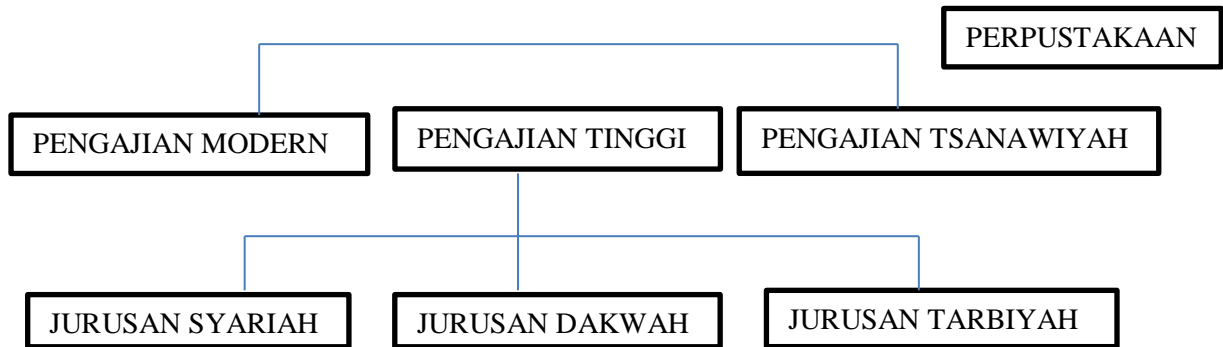 PERPUSTAKAAN
PENGAJIAN MODERN
PENGAJIAN TINGGI
PENGAJIAN TSANAWIYAH
JURUSAN SYARIAH
JURUSAN DAKWAH
JURUSAN TARBIYAH